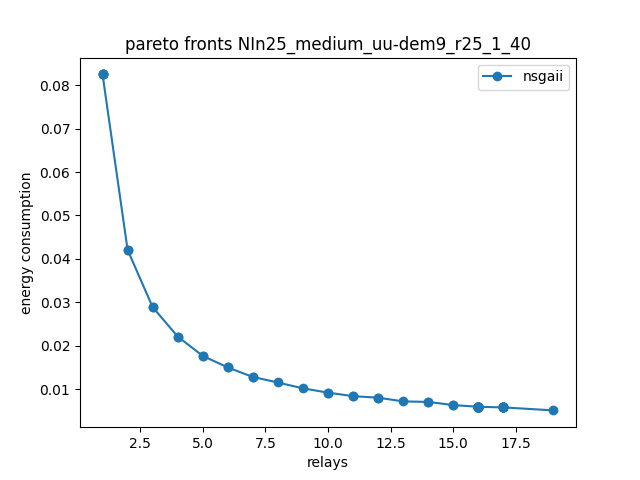 pareto fronts NIn25_medium_uu-dem9_r25_1_40
nsgaii
energy consumption
0.08
0.07
0.06
0.05
0.04
0.03
0.02
0.01
2.5 5.0 7.5 10.0 12.5 15.0 17.5
relays